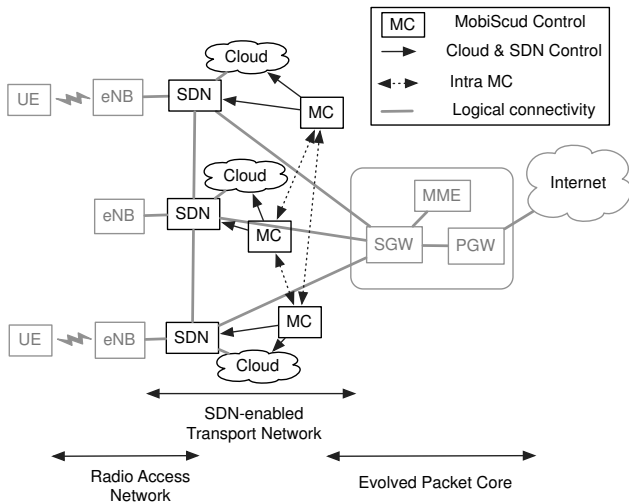 MC
MobiScud Control
Cloud & SDN Control
Intra MC
Logical connectivity
Cloud
UE
eNB
SDN
MC
Cloud
Internet
MME
eNB
SDN
MC
SGW
PGW
MC
UE
eNB
SDN
Cloud
SDN-enabled
Transport Network
Radio Access
Network
Evolved Packet Core